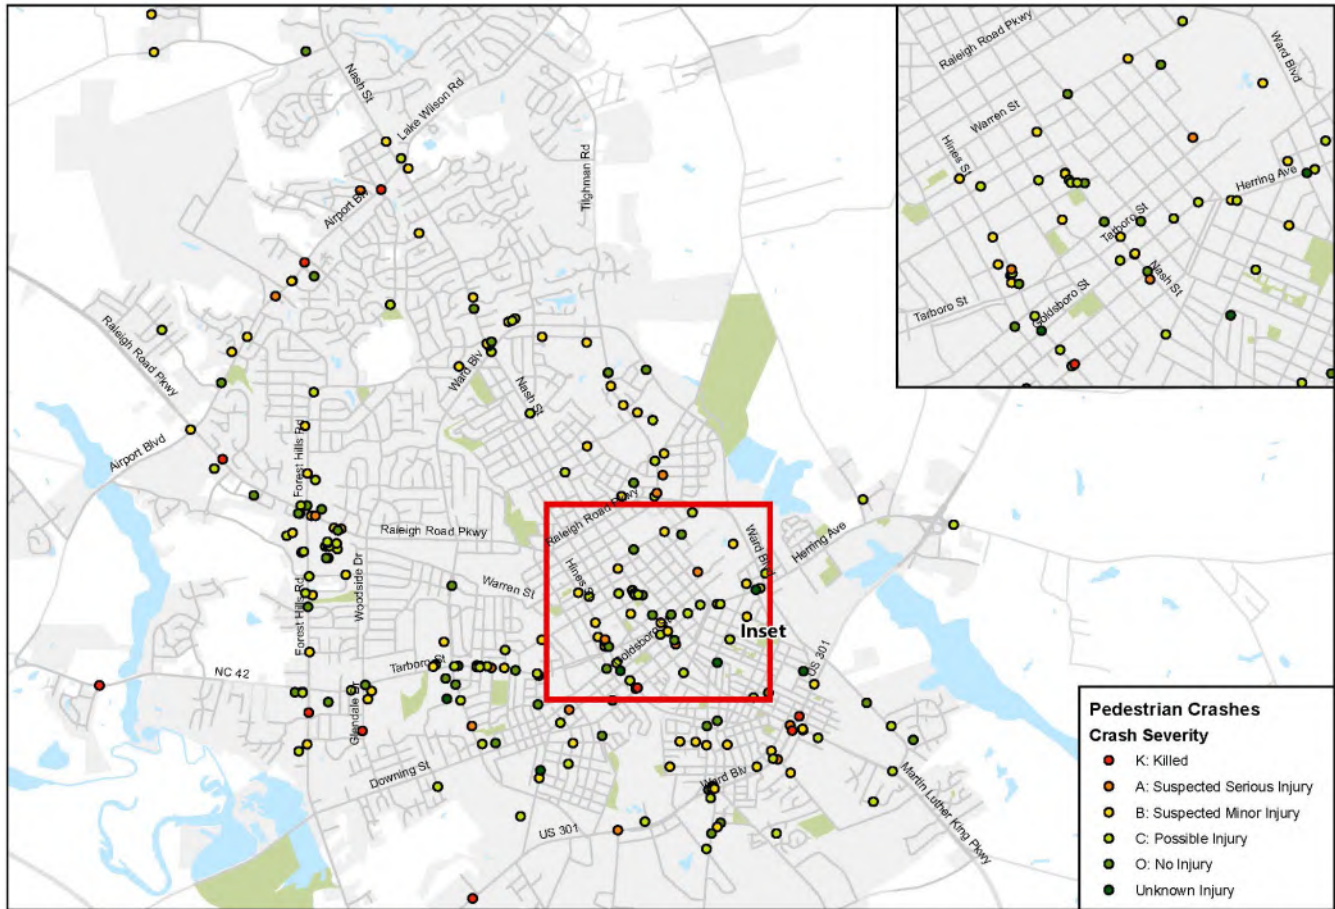 Nash St
Lake Wilson Rd
Tilghman Rd
Airport Blv
Raleigh Road Pkwy
Ward Blv
Nash St
Airport Blvd
Forest Hills Rd
Raleigh Road Pkwy
Raleigh Road Pkwy
Ward Blvd
Herring Ave
Woodside Dr
Warren St
Hines St
Forest Hills Rd
Goldsboro St
Inset
Tarboro St
NC 42
US 301
Glendale Dr
Downing St
Ward Blv
US 301
Martin Luther King Pkwy
Raleigh Road Pkwy
Ward Blvd
Warren St
Hines St
Herring Ave
Tarboro St
Nash St
Goldsboro St
Tarboro St
Pedestrian Crashes
Crash Severity
K: Killed
A: Suspected Serious Injury
B: Suspected Minor Injury
C: Possible Injury
O: No Injury
Unknown Injury